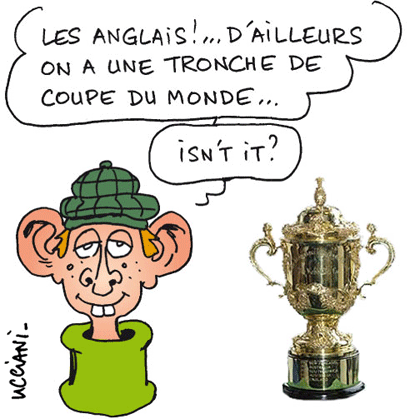 LES ANGLAIS!... D'AILLEURS
ON A UNE TRONCHE DE
COUPE DU MONDE...
ISN'T IT?
UCCIANI-